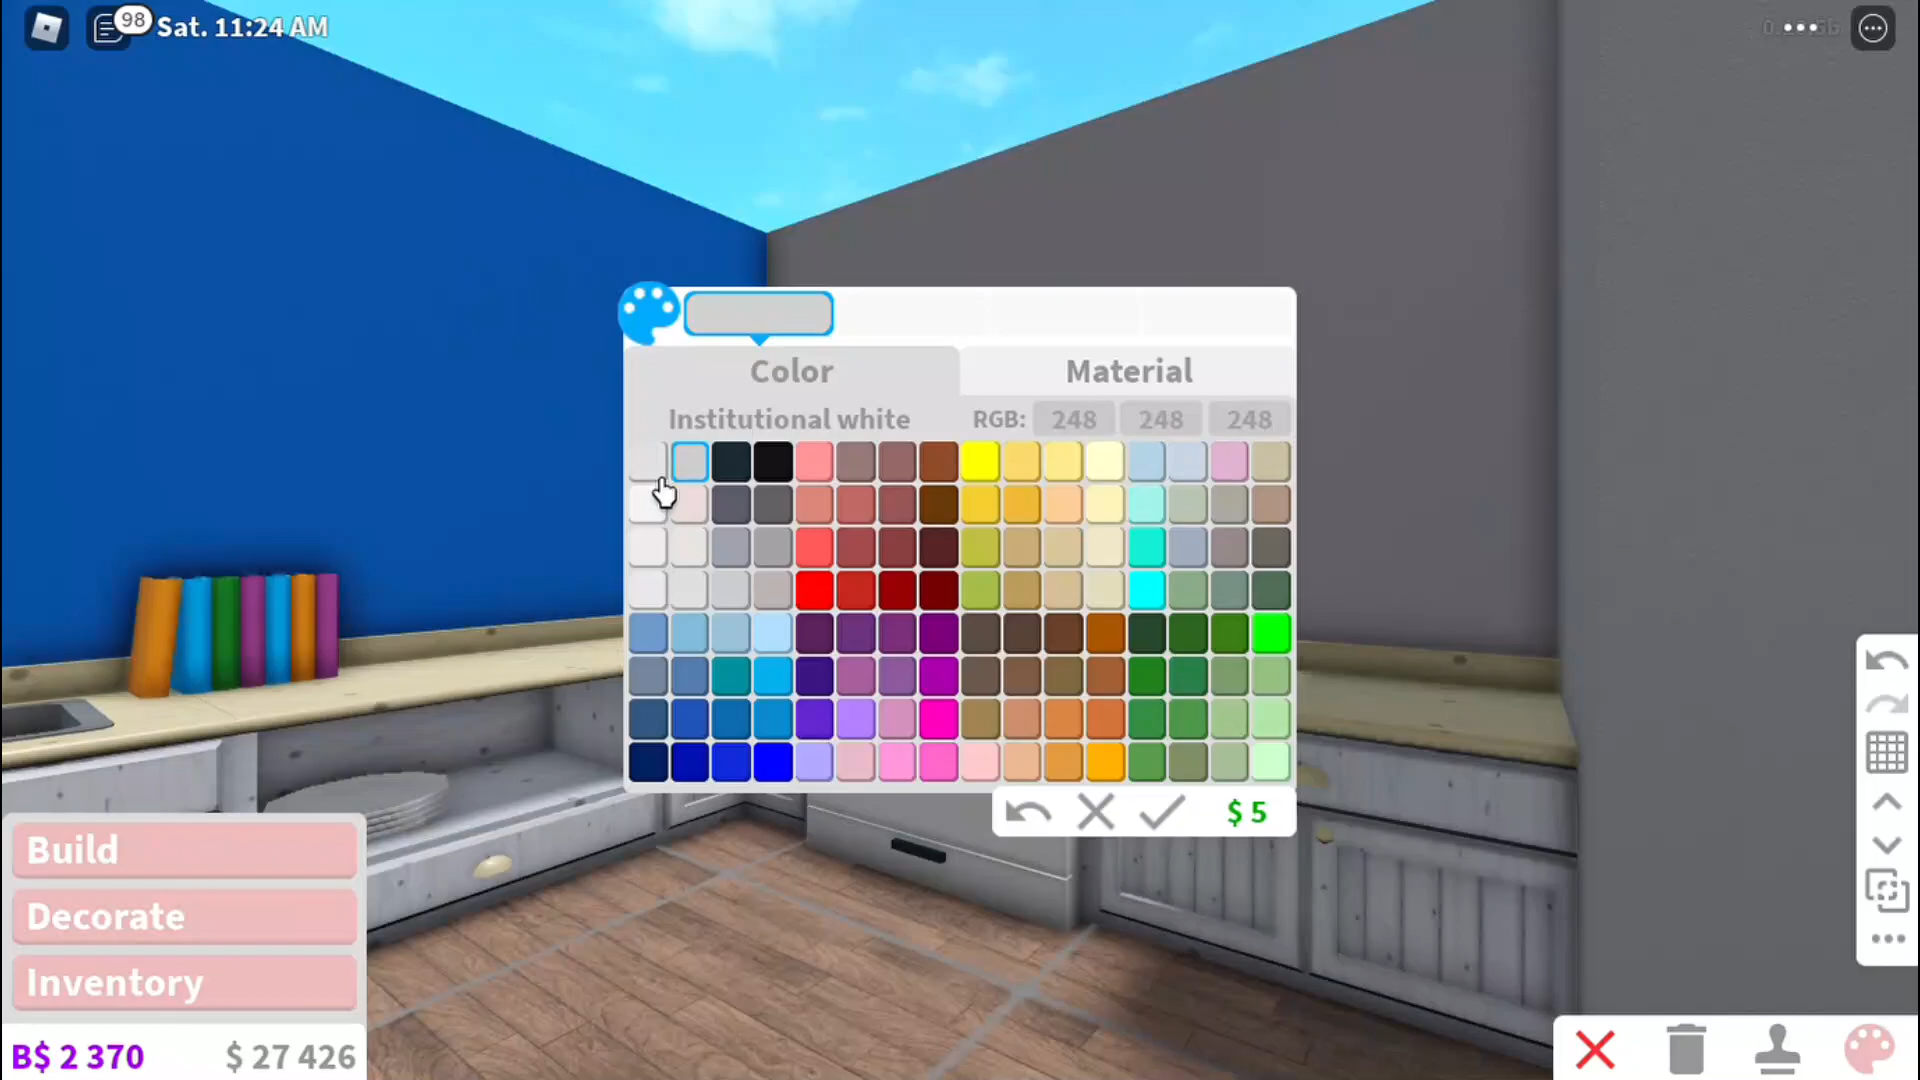 98 Sat. 11:24 AM
Color Material
Institutional white RGB: 248 248 248
$ 5
Build
Decorate
Inventory
B$ 2 370 $ 27 426